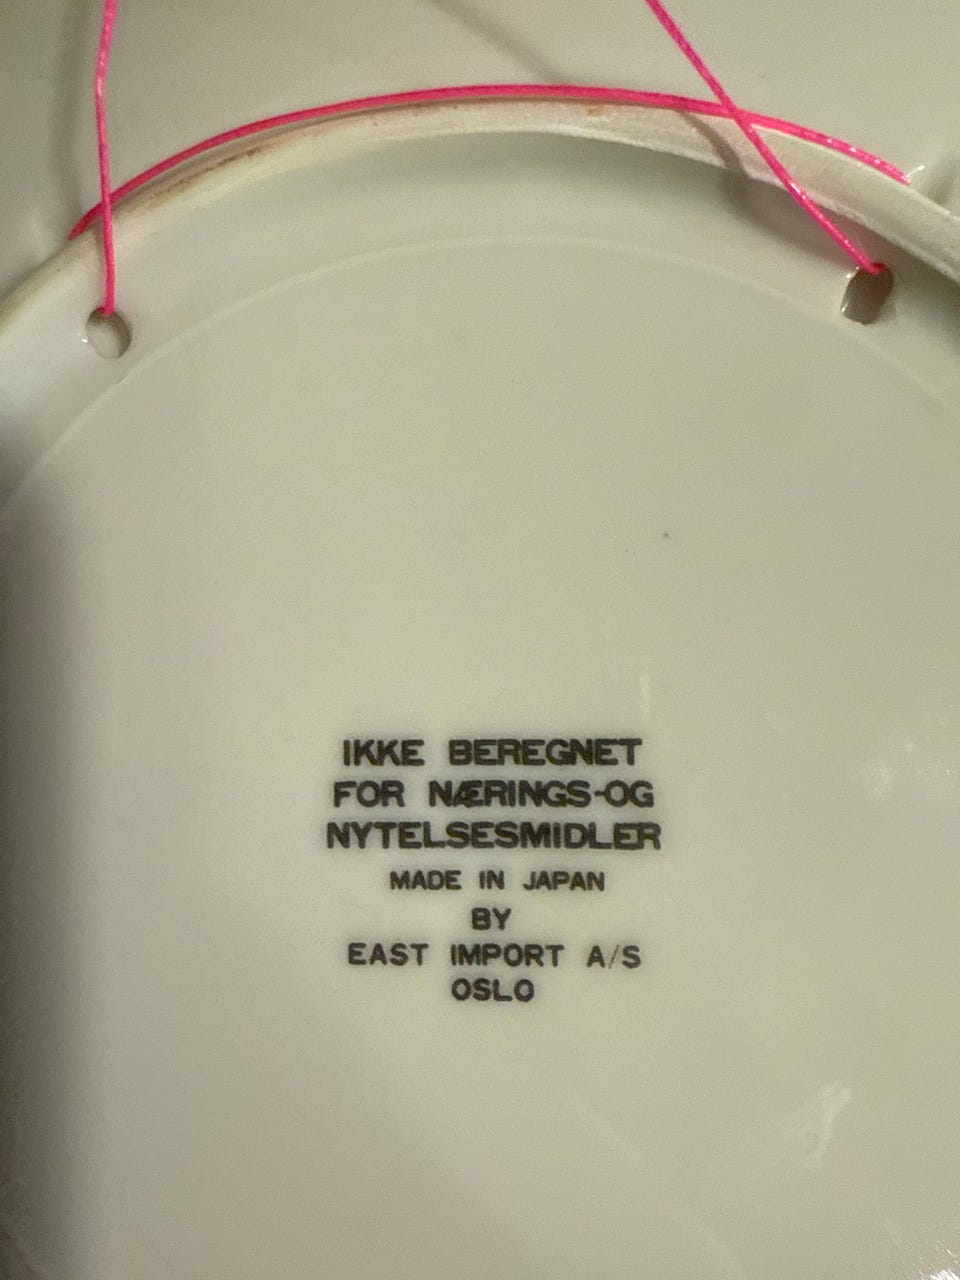 IKKE BEREGNET
FOR NÆRINGS-OG
NYTELSESMIDLER
MADE IN JAPAN
BY
EAST IMPORT A/S
OSLO